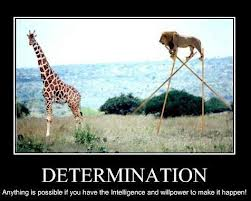 DETERMINATION
Anything is possible if you have the Intelligence and willpower to make it happen!